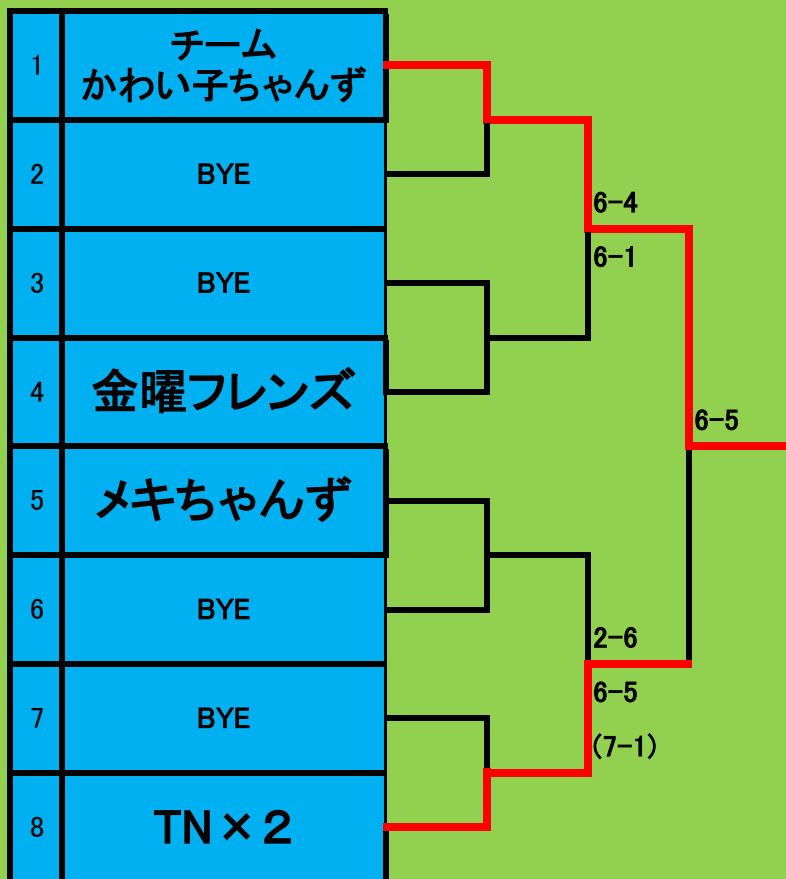 1
チーム
かわい子ちゃんず
2
BYE
6-4
3
BYE
6-1
4
金曜フレンズ
6-5
5
メキちゃんず
6
BYE
2-6
7
BYE
6-5
(7-1)
8
TN×2